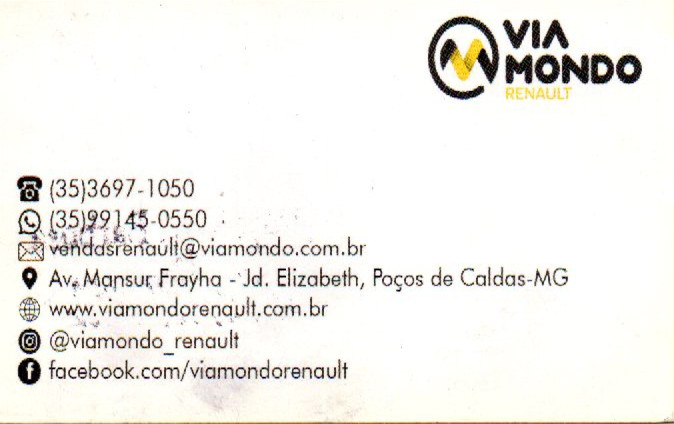 VIA
MONDO
RENAULT
(35)3697-1050
(35)99145-0550
vendasrenault@viamondo.com.br
Av. Mansur Frayha - Jd. Elizabeth, Poços de Caldas-MG
www.viamondorenault.com.br
@viamondo_renault
facebook.com/viamondorenault